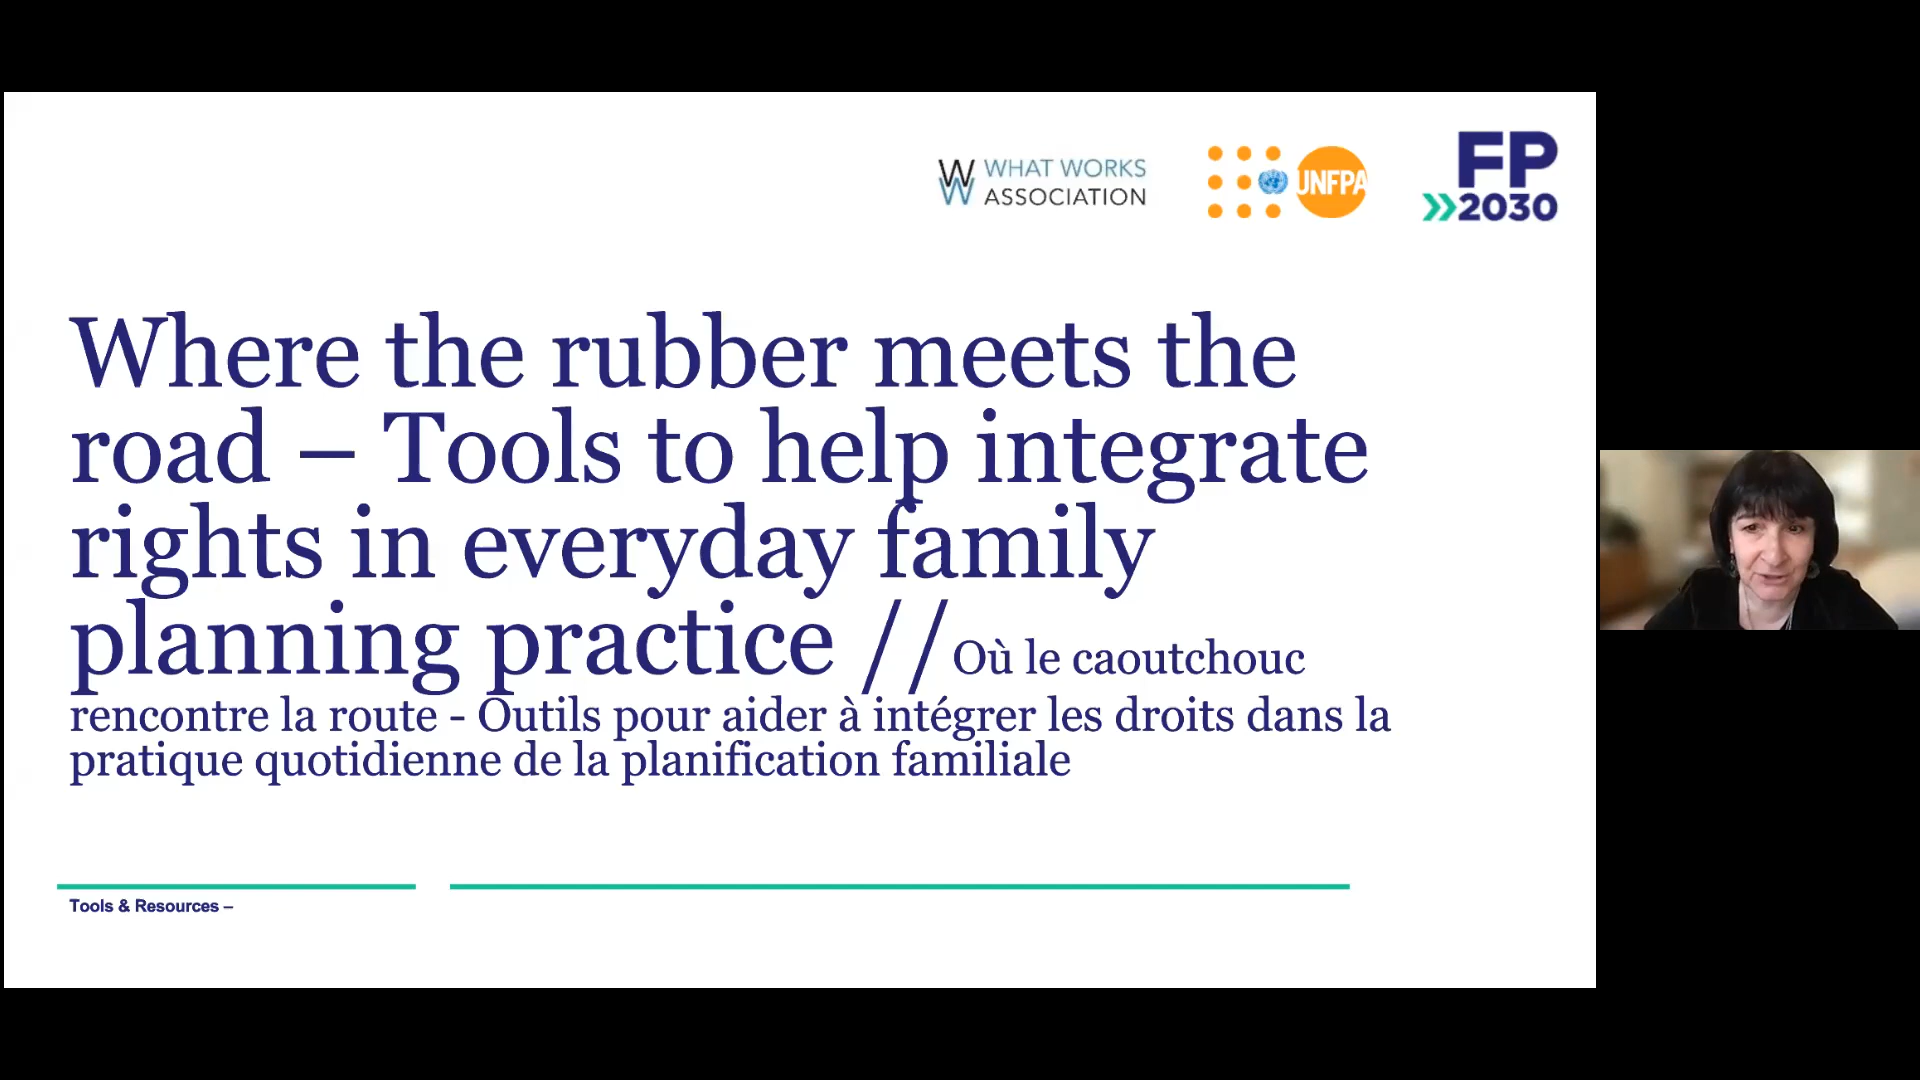 WHAT WORKS
ASSOCIATION
UNFPA
FP
2030
Where the rubber meets the
road – Tools to help integrate
rights in everyday family
planning practice // Où le caoutchouc
rencontre la route - Outils pour aider à intégrer les droits dans la
pratique quotidienne de la planification familiale
Tools & Resources –